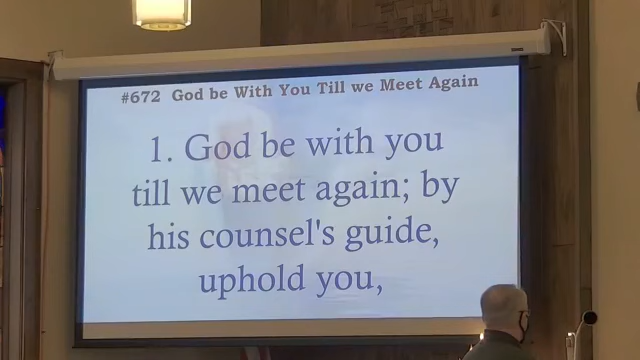 #672 God be With You Till we Meet Again
1. God be with you
till we meet again; by
his counsel's guide,
uphold you,